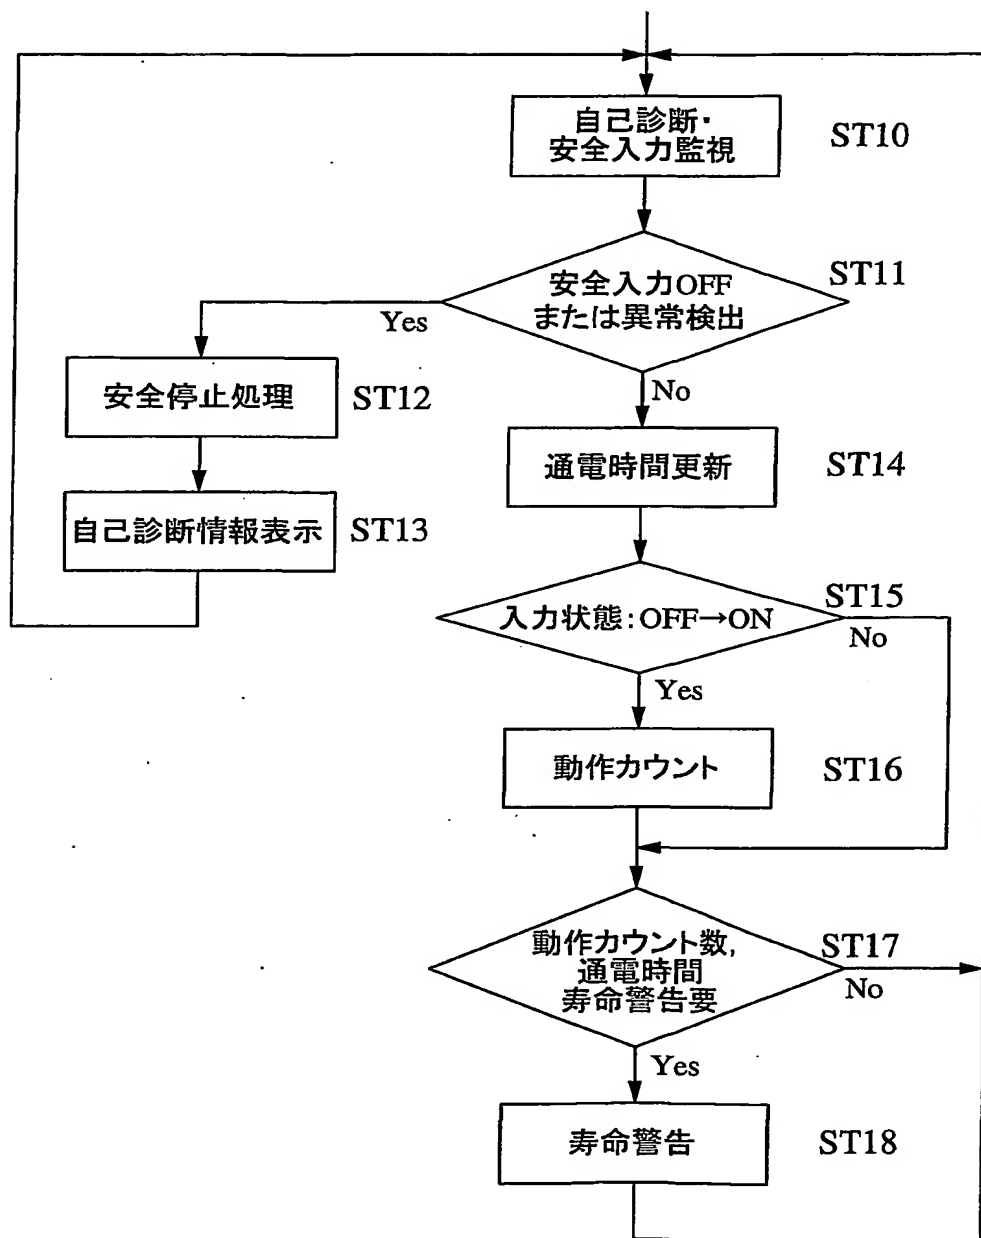 自己診断・
安全入力監視
ST10
安全入力OFF
または異常検出
ST11
Yes
No
安全停止処理
ST12
通電時間更新
ST14
自己診断情報表示
ST13
入力状態:OFF→ON
ST15
No
Yes
動作カウント
ST16
動作カウント数,
通電時間
寿命警告要
ST17
No
Yes
寿命警告
ST18